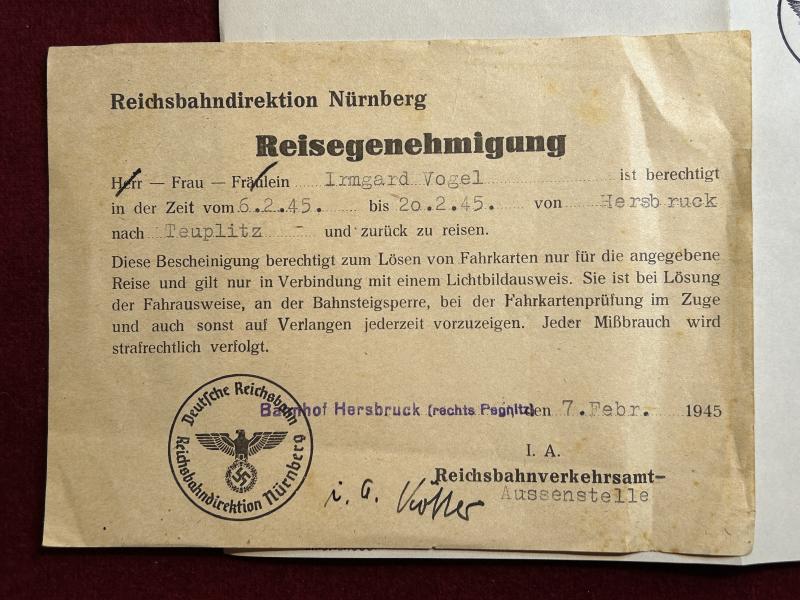 Reichsbahndirektion Nürnberg
Reisegenehmigung
Herr — Frau — Fräulein Irmgard Vogel ist berechtigt
in der Zeit vom 6.2.45. bis 20.2.45. von Hersbruck
nach Teuplitz - und zurück zu reisen.
Diese Bescheinigung berechtigt zum Lösen von Fahrkarten nur für die angegebene
Reise und gilt nur in Verbindung mit einem Lichtbildausweis. Sie ist bei Lösung
der Fahrausweise, an der Bahnsteigsperre, bei der Fahrkartenprüfung im Zuge
und auch sonst auf Verlangen jederzeit vorzuzeigen. Jeder Mißbrauch wird
strafrechtlich verfolgt.
Deutsche Reichsbahn
Reichsbahndirektion Nürnberg
Bahnhof Hersbruck (rechts Pegnitz) den 7.Febr. 1945
I. A.
Reichsbahnverkehrsamt-
Aussenstelle
i. A.